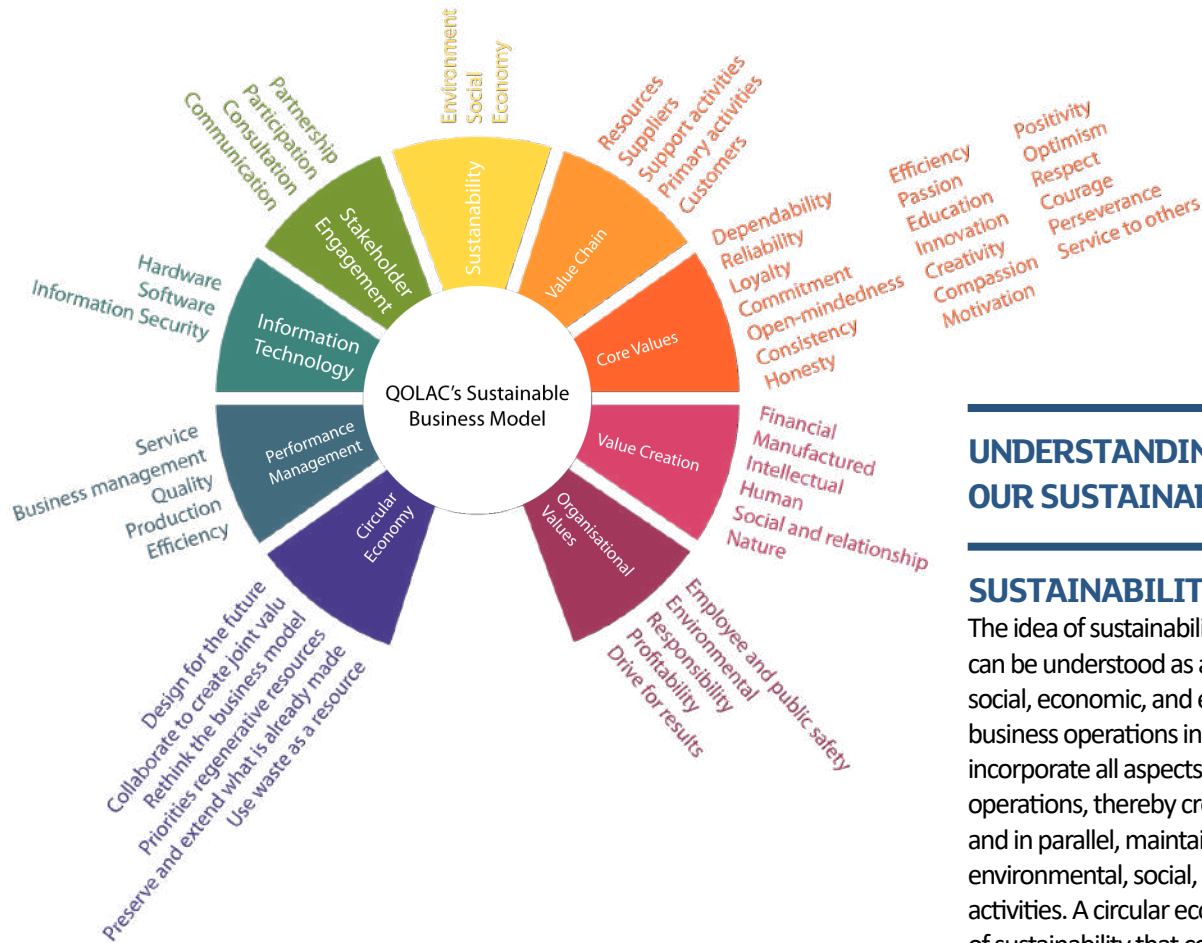 Environment
Social
Economy
Sustanability
Resources
Suppliers
Support activities
Primary activities
Customers
Value Chain
Dependability
Reliability
Loyalty
Commitment
Open-mindedness
Consistency
Honesty
Efficiency
Passion
Education
Innovation
Creativity
Compassion
Motivation
Positivity
Optimism
Respect
Courage
Perseverance
Service to others
Core Values
Financial
Manufactured
Intellectual
Human
Social and relationship
Nature
Value Creation
Employee and public safety
Environmental
Responsibility
Profitability
Drive for results
Organisational
Values
Design for the future
Collaborate to create joint valu
Rethink the business model
Priorities regenerative resources
Preserve and extend what is already made
Use waste as a resource
Circular
Economy
Service
Business management
Quality
Production
Efficiency
Performance
Management
Hardware
Software
Information Security
Information
Technology
Partnership
Participation
Consultation
Communication
Stakeholder
Engagement
QOLAC's Sustainable
Business Model
UNDERSTANDIN
OUR SUSTAINA
SUSTAINABILIT
The idea of sustainabili
can be understood as a
social, economic, and e
business operations in
incorporate all aspects
operations, thereby cre
and in parallel, maintai
environmental, social,
activities. A circular eco